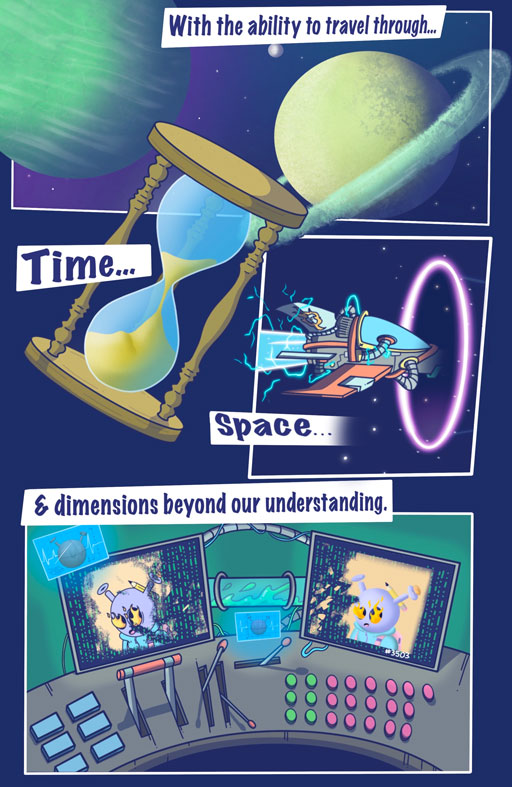 With the ability to travel through...
Time...
Space...
& dimensions beyond our understanding.
#3503